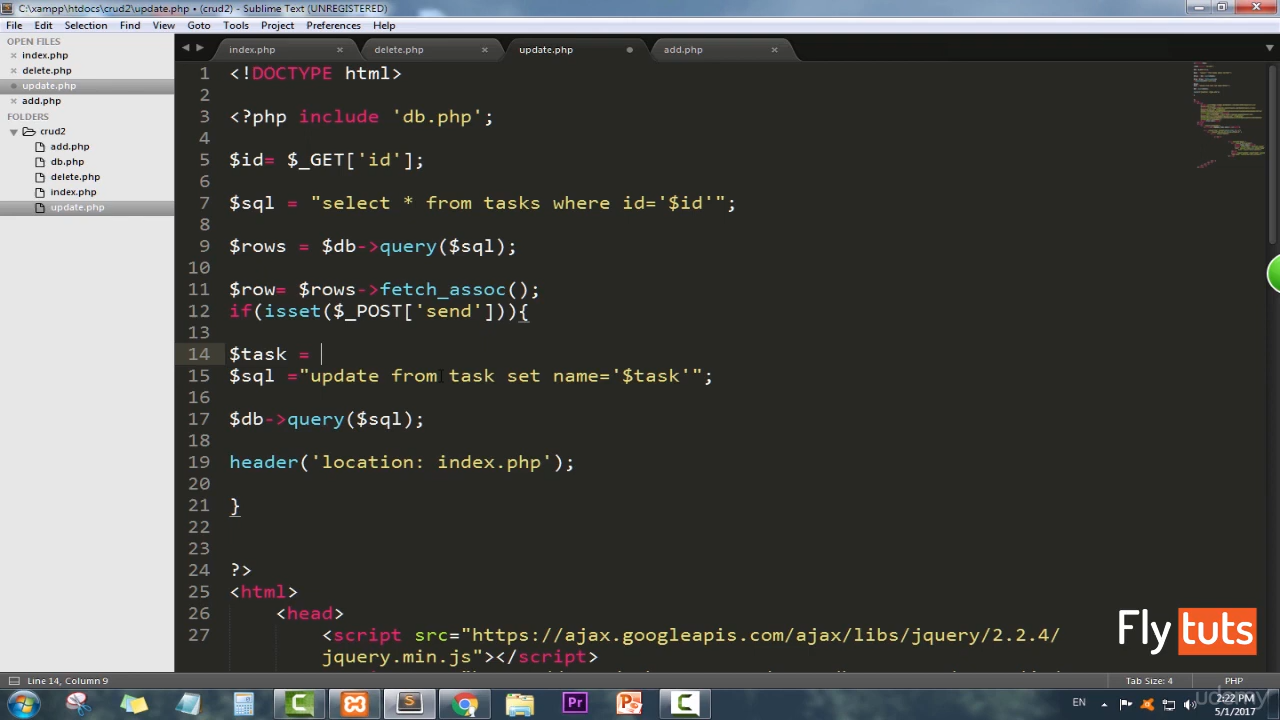 C:\xampp\htdocs\crud2\update.php • (crud2) - Sublime Text (UNREGISTERED)
File Edit Selection Find View Goto Tools Project Preferences Help
OPEN FILES
index.php
delete.php
update.php
add.php
FOLDERS
crud2
add.php
db.php
delete.php
index.php
update.php
index.php delete.php update.php add.php
1 <!DOCTYPE html>
2
3 <?php include 'db.php';
4
5 $id= $_GET['id'];
6
7 $sql = "select * from tasks where id='$id'";
8
9 $rows = $db->query($sql);
10
11 $row= $rows->fetch_assoc();
12 if(isset($_POST['send'])){
13
14 $task =
15 $sql ="update from task set name='$task'";
16
17 $db->query($sql);
18
19 header('location: index.php');
20
21 }
22
23
24 ?>
25 <html>
26 <head>
27 <script src="https://ajax.googleapis.com/ajax/libs/jquery/2.2.4/
jquery.min.js"></script>
Fly tuts
Line 14, Column 9 Tab Size: 4 PHP
Pr
EN
2:22 PM
5/1/2017
udemy